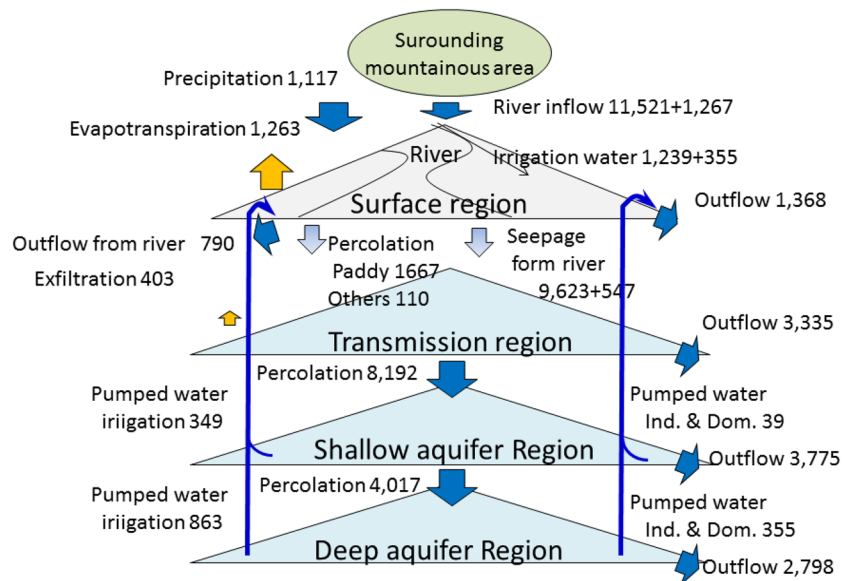 Surounding
mountainous area
Precipitation 1,117
River inflow 11,521+1,267
Evapotranspiration 1,263
River
Irrigation water 1,239+355
Surface region
Outflow 1,368
Outflow from river 790
Exfiltration 403
Percolation
Paddy 1667
Others 110
Seepage
form river
9,623+547
Outflow 3,335
Transmission region
Percolation 8,192
Pumped water
iriigation 349
Pumped water
Ind. & Dom. 39
Shallow aquifer Region
Outflow 3,775
Percolation 4,017
Pumped water
iriigation 863
Pumped water
Ind. & Dom. 355
Deep aquifer Region
Outflow 2,798